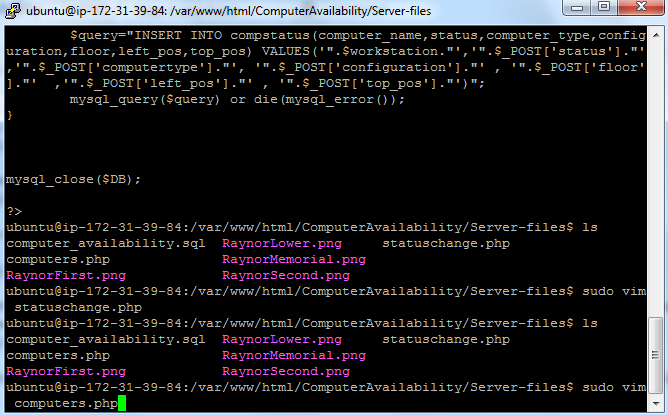 ubuntu@ip-172-31-39-84: /var/www/html/ComputerAvailability/Server-files
$query="INSERT INTO compstatus(computer_name,status,computer_type,config
uration,floor,left_pos,top_pos) VALUES('".$workstation."','".$_POST['status']."'
,'".$_POST['computertype']."', '".$_POST['configuration']."' , '".$_POST['floor'
]."'  ,'".$_POST['left_pos']."' , '".$_POST['top_pos']."')";
mysql_query($query) or die(mysql_error());
}
mysql_close($DB);
?>
ubuntu@ip-172-31-39-84:/var/www/html/ComputerAvailability/Server-files$ ls
computer_availability.sql  RaynorLower.png     statuschange.php
computers.php              RaynorMemorial.png
RaynorFirst.png            RaynorSecond.png
ubuntu@ip-172-31-39-84:/var/www/html/ComputerAvailability/Server-files$ sudo vim
statuschange.php
ubuntu@ip-172-31-39-84:/var/www/html/ComputerAvailability/Server-files$ ls
computer_availability.sql  RaynorLower.png     statuschange.php
computers.php              RaynorMemorial.png
RaynorFirst.png            RaynorSecond.png
ubuntu@ip-172-31-39-84:/var/www/html/ComputerAvailability/Server-files$ sudo vim
computers.php